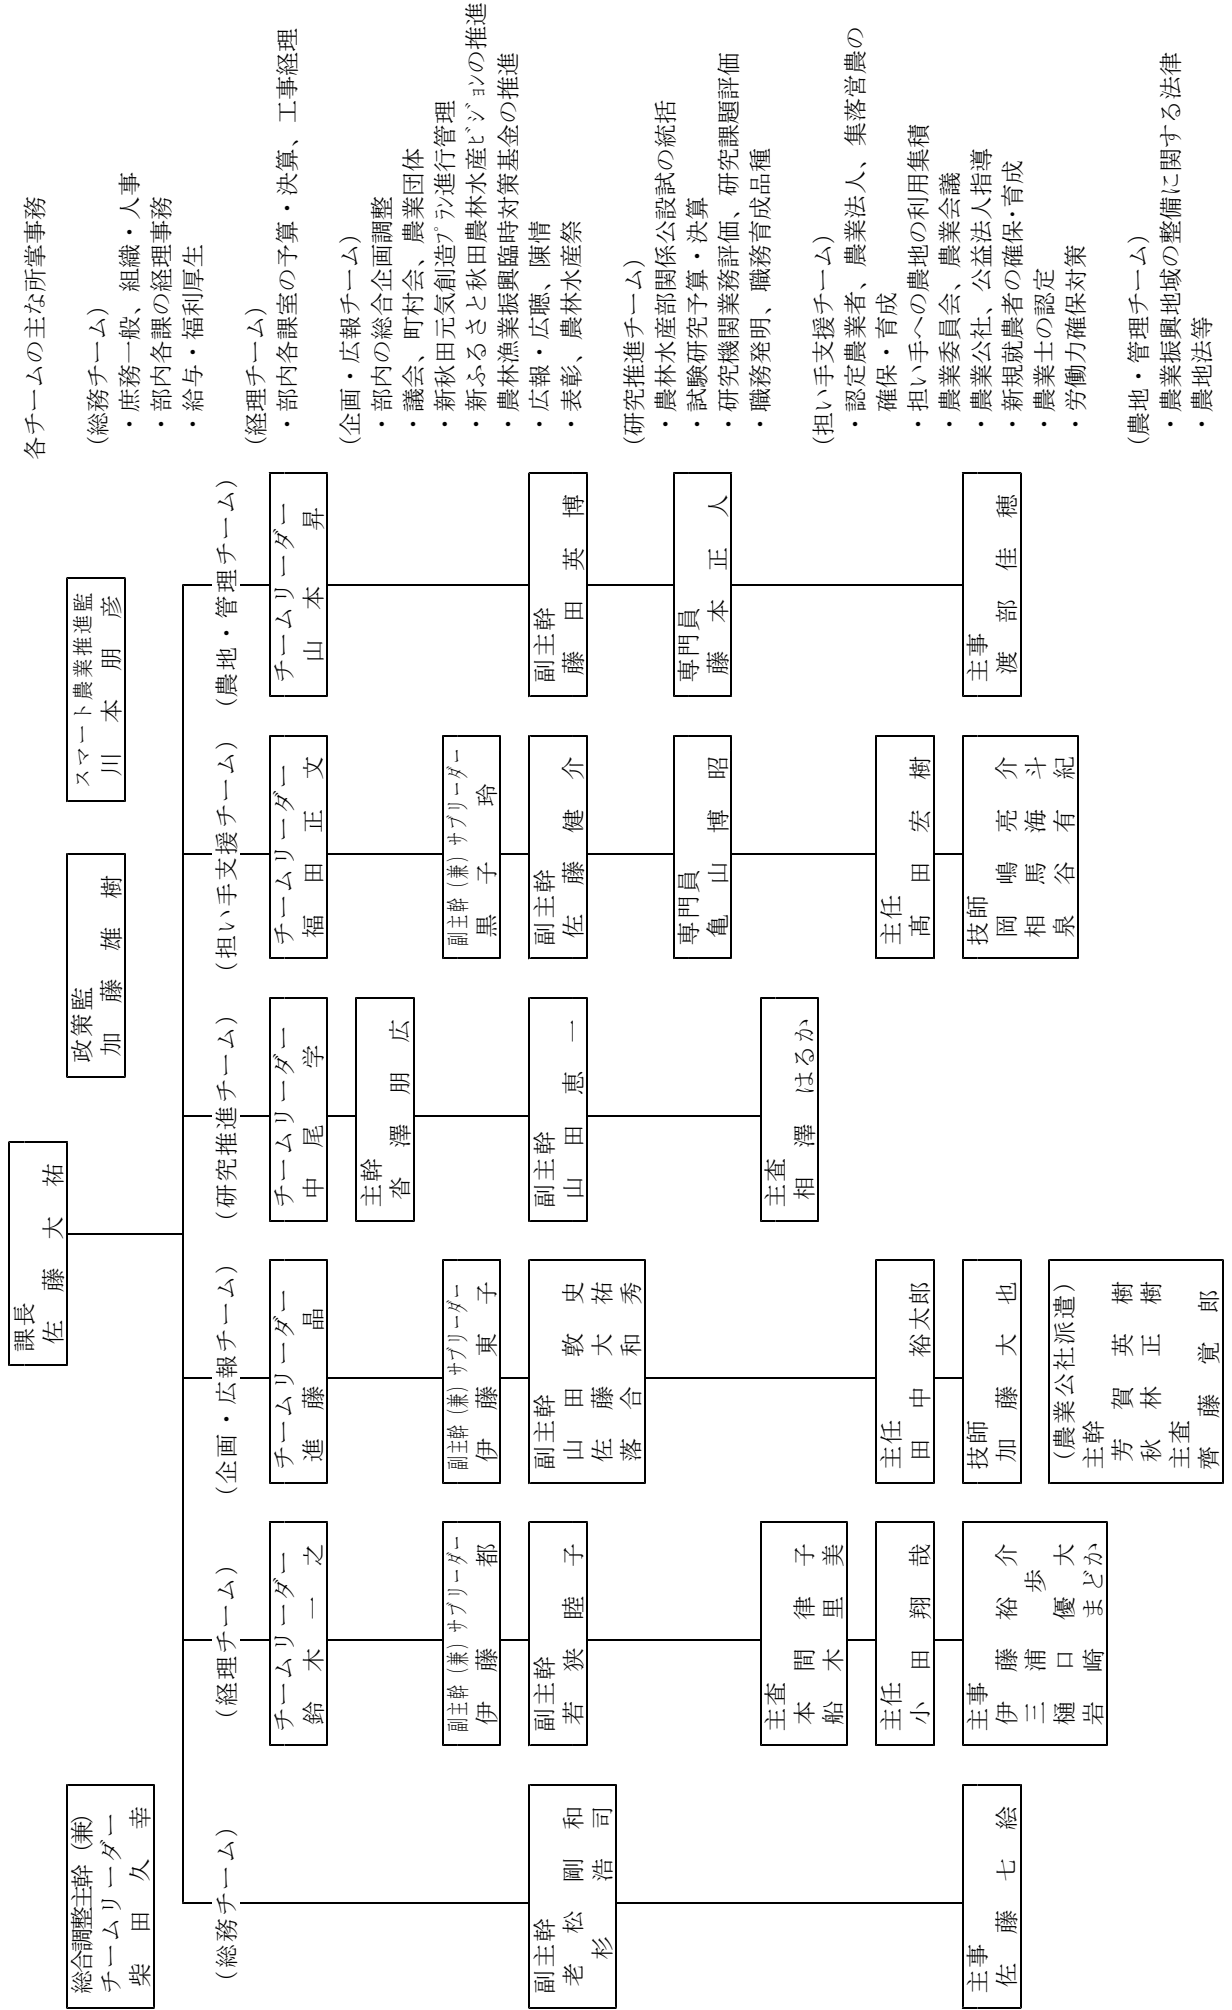 課長
佐藤大祐
総合調整主幹（兼）
チームリーダー
柴田久幸
政策監
加藤雄樹
スマート農業推進監
川本朋彦
(総務チーム)
副主幹
老松剛和
杉浩司
主事
佐藤七絵
(経理チーム)
チームリーダー
鈴木一之
副主幹（兼）サブリーダー
伊藤都
副主幹
若狭睦子
主査
本間律子
船木里美
主任
小田翔哉
主事
伊藤裕介
三浦歩
樋口優大
岩崎まどか
(企画・広報チーム)
チームリーダー
進藤晶
副主幹（兼）サブリーダー
伊藤東子
副主幹
山田敦史
佐藤大祐
落合和秀
主任
田中裕太郎
技師
加藤大也
(農業公社派遣)
主幹
芳賀英樹
秋林正樹
主査
齊藤覚郎
(研究推進チーム)
チームリーダー
中尾学
主幹
沓澤朋広
副主幹
山田恵一
主査
相澤はるか
(担い手支援チーム)
チームリーダー
福田正文
副主幹（兼）サブリーダー
黒子玲
副主幹
佐藤健介
専門員
亀山博昭
主任
髙田宏樹
技師
岡嶋亮介
相馬海斗
泉谷有紀
(農地・管理チーム)
チームリーダー
山本昇
副主幹
藤田英博
専門員
藤本正人
主事
渡部佳穂
各チームの主な所掌事務
(総務チーム)
・庶務一般、組織・人事
・部内各課の経理事務
・給与・福利厚生
(経理チーム)
・部内各課室の予算・決算、工事経理
(企画・広報チーム)
・部内の総合企画調整
・議会、町村会、農業団体
・新秋田元気創造ﾌﾟﾗﾝ進行管理
・新ふるさと秋田農林水産ﾋﾞｼﾞｮﾝの推進
・農林漁業振興臨時対策基金の推進
・広報・広聴、陳情
・表彰、農林水産祭
(研究推進チーム)
・農林水産部関係公設試の統括
・試験研究予算・決算
・研究機関業務評価、研究課題評価
・職務発明、職務育成品種
(担い手支援チーム)
・認定農業者、農業法人、集落営農の
確保・育成
・担い手への農地の利用集積
・農業委員会、農業会議
・農業公社、公益法人指導
・新規就農者の確保･育成
・農業士の認定
・労働力確保対策
(農地・管理チーム)
・農業振興地域の整備に関する法律
・農地法等